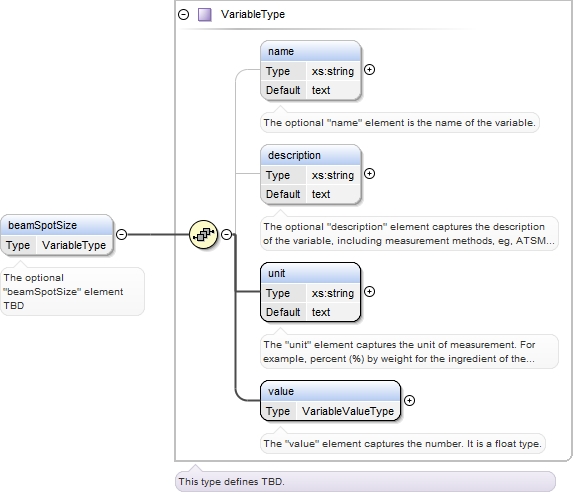 VariableType
name
Type xs:string
Default text
The optional "name" element is the name of the variable.
description
Type xs:string
Default text
The optional "description" element captures the description
of the variable, including measurement methods, eg, ATSM...
beamSpotSize
Type VariableType
The optional
"beamSpotSize" element
TBD
unit
Type xs:string
Default text
The "unit" element captures the unit of measurement. For
example, percent (%) by weight for the ingredient of the...
value
Type VariableValueType
The "value" element captures the number. It is a float type.
This type defines TBD.